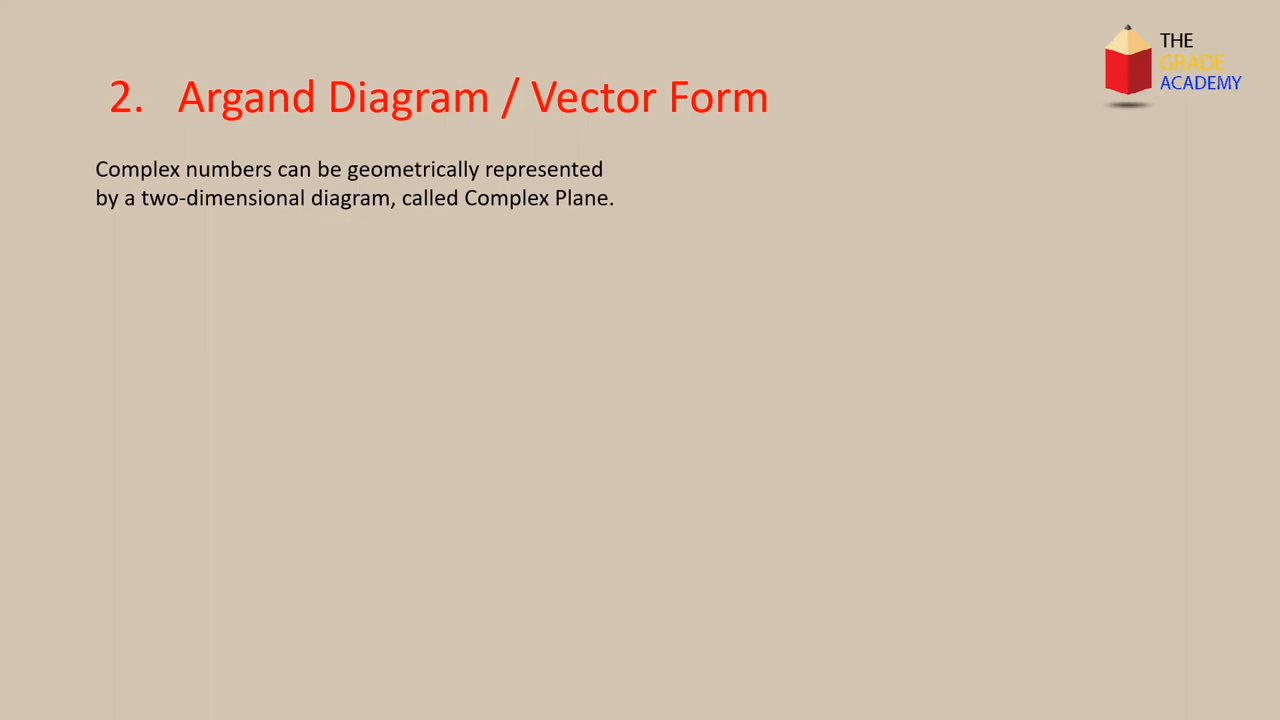 THE
GRADE
ACADEMY
2. Argand Diagram / Vector Form
Complex numbers can be geometrically represented
by a two-dimensional diagram, called Complex Plane.